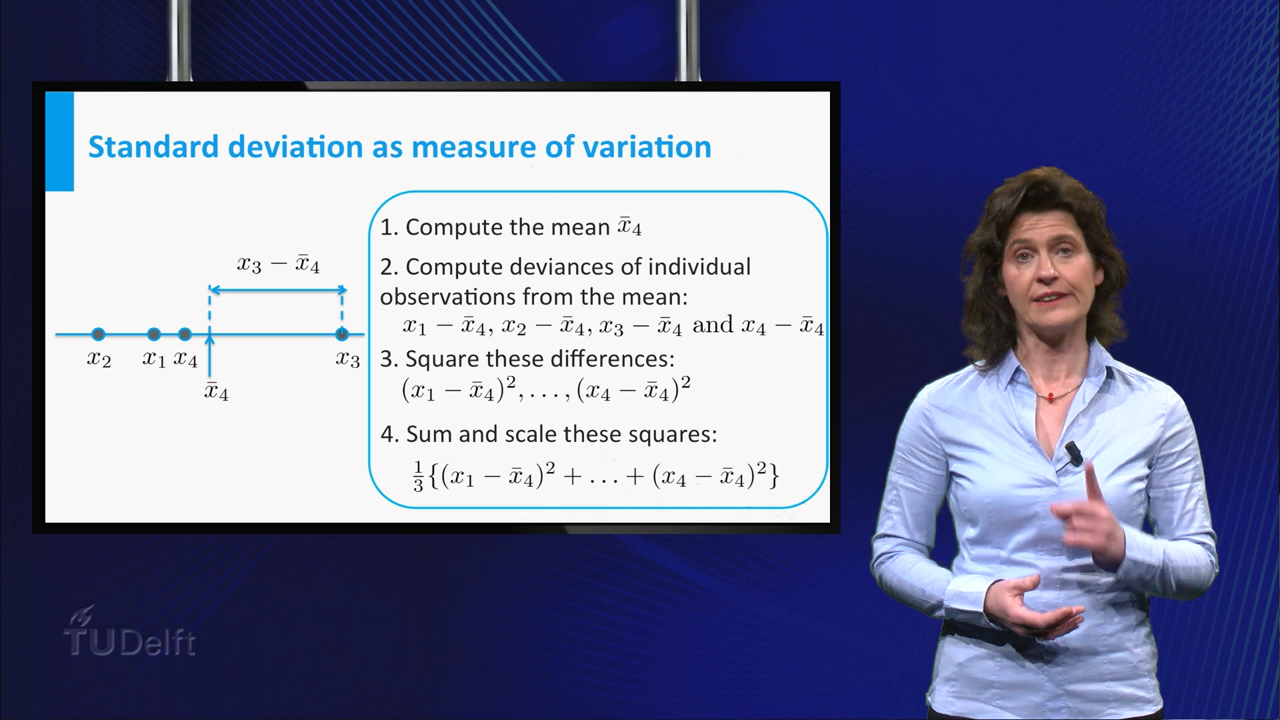 Standard deviation as measure of variation
x₃ − x̄₄
x₂ x₁ x₄ x₃
x̄₄
1. Compute the mean x̄₄
2. Compute deviances of individual
observations from the mean:
x₁ − x̄₄, x₂ − x̄₄, x₃ − x̄₄ and x₄ − x̄₄
3. Square these differences:
(x₁ − x̄₄)², . . . , (x₄ − x̄₄)²
4. Sum and scale these squares:
⅓{(x₁ − x̄₄)² + . . . + (x₄ − x̄₄)²}
TUDelft